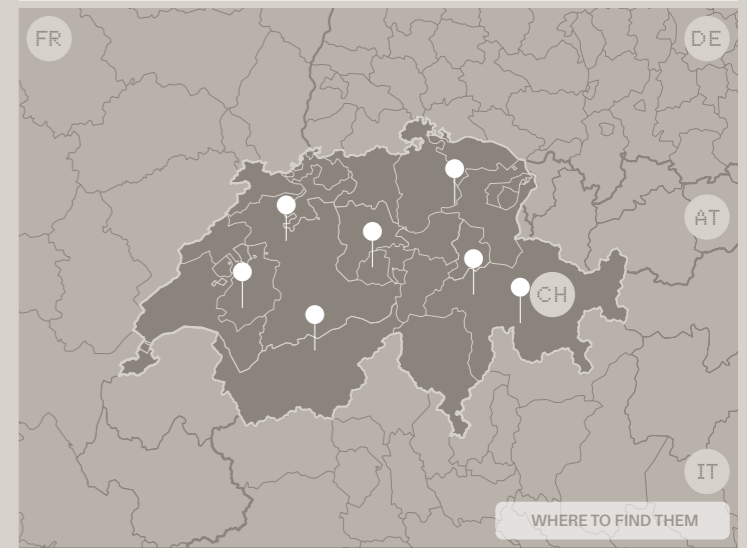 FR
DE
AT
CH
IT
WHERE TO FIND THEM